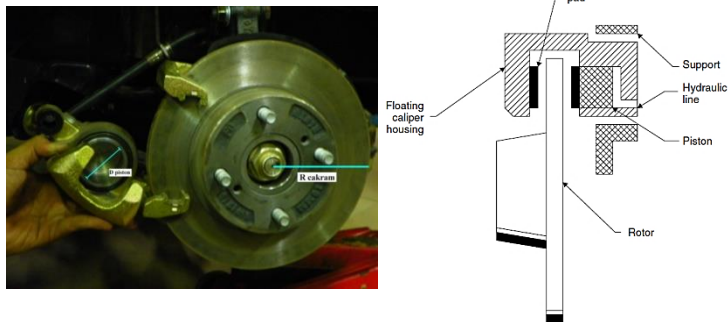 D piston
R cakram
pad
Support
Hydraulic
line
Floating
caliper
housing
Piston
Rotor